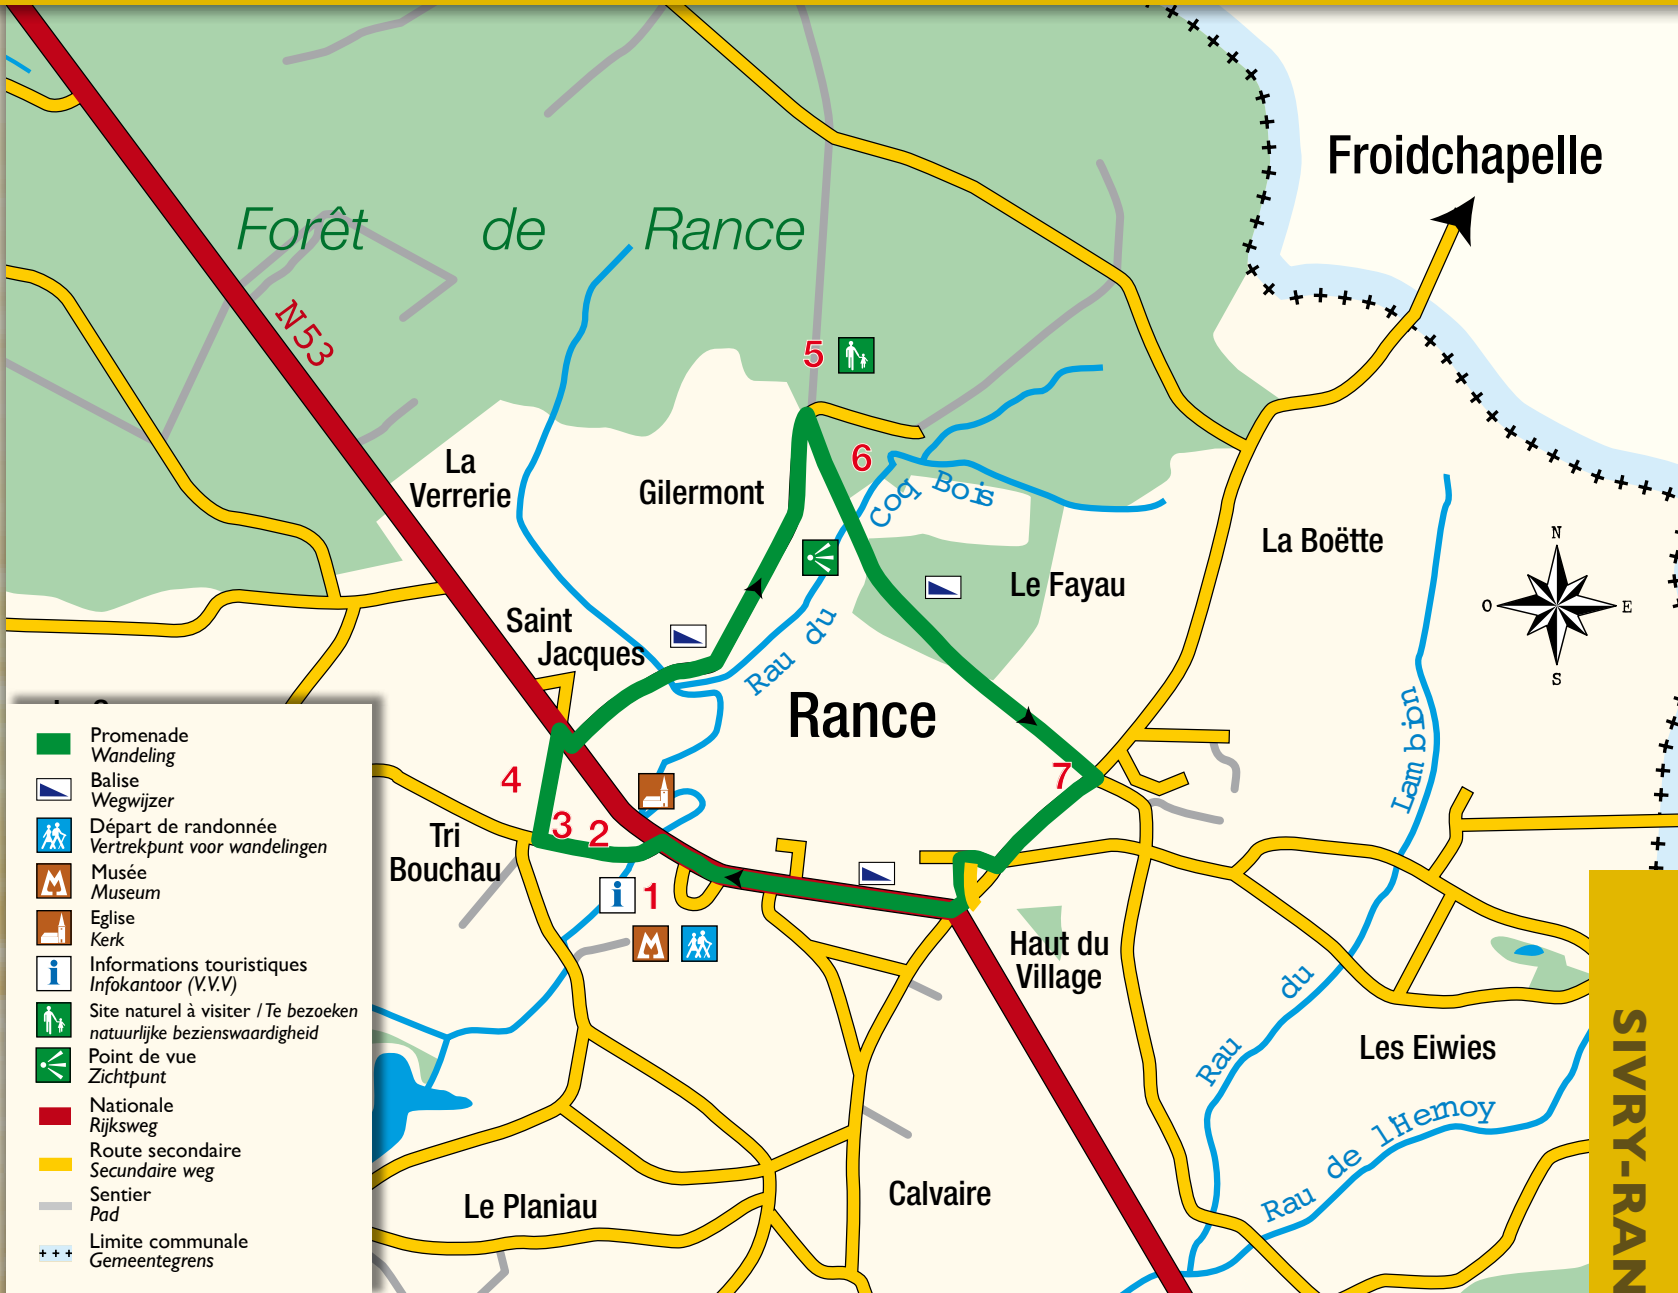 Froidchapelle
Forêt de Rance
N53
5
6
La
Verrerie
Gilermont
Coq Bois
La Boëtte
N
O
E
S
Le Fayau
Saint
Jacques
Rau du
Rance
Lambiau
7
4
3
2
1
i
M
Tri
Bouchau
Haut du
Village
Rau du
Les Eiwies
Rau de l'Hernoy
Calvaire
Le Planiau
SIVRY-RAN
Promenade
Wandeling
Balise
Wegwijzer
Départ de randonnée
Vertrekpunt voor wandelingen
M
Musée
Museum
Eglise
Kerk
i
Informations touristiques
Infokantoor (V.V.V)
Site naturel à visiter / Te bezoeken
natuurlijke bezienswaardigheid
Point de vue
Zichtpunt
Nationale
Rijksweg
Route secondaire
Secundaire weg
Sentier
Pad
Limite communale
Gemeentegrens